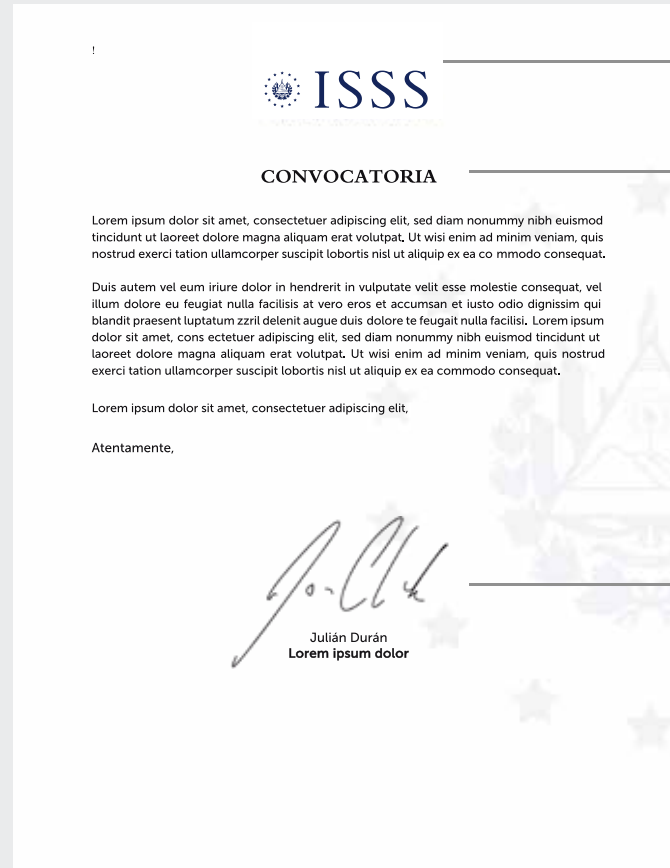 !
ISSS
CONVOCATORIA
Lorem ipsum dolor sit amet, consectetuer adipiscing elit, sed diam nonummy nibh euismod
tincidunt ut laoreet dolore magna aliquam erat volutpat. Ut wisi enim ad minim veniam, quis
nostrud exerci tation ullamcorper suscipit lobortis nisl ut aliquip ex ea co mmodo consequat.
Duis autem vel eum iriure dolor in hendrerit in vulputate velit esse molestie consequat, vel
illum dolore eu feugiat nulla facilisis at vero eros et accumsan et iusto odio dignissim qui
blandit praesent luptatum zzril delenit augue duis dolore te feugait nulla facilisi. Lorem ipsum
dolor sit amet, cons ectetuer adipiscing elit, sed diam nonummy nibh euismod tincidunt ut
laoreet dolore magna aliquam erat volutpat. Ut wisi enim ad minim veniam, quis nostrud
exerci tation ullamcorper suscipit lobortis nisl ut aliquip ex ea commodo consequat.
Lorem ipsum dolor sit amet, consectetuer adipiscing elit,
Atentamente,
Julián Durán
Lorem ipsum dolor